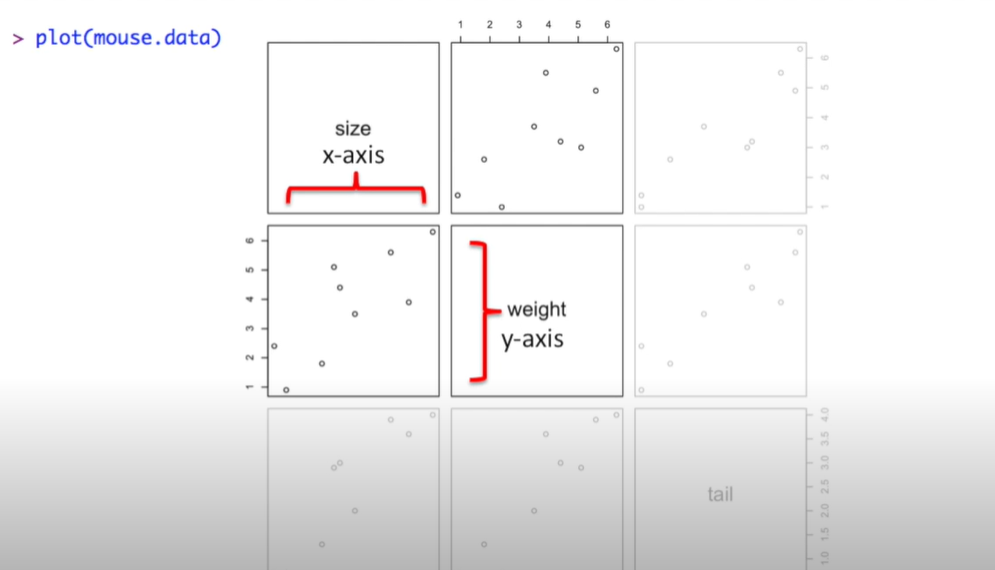 > plot(mouse.data)
1 2 3 4 5 6
size
x-axis
1 2 3 4 5 6
1 2 3 4 5 6
weight
y-axis
tail
1.0 1.5 2.0 2.5 3.0 3.5 4.0